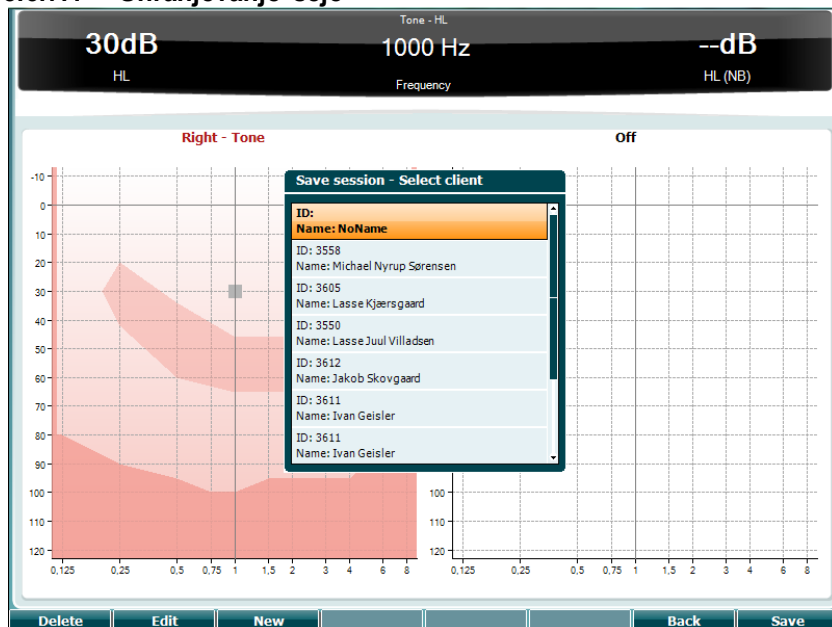 Tone - HL
30dB
1000 Hz
--dB
HL
Frequency
HL (NB)
Right - Tone
Off
Save session - Select client
ID:
Name: NoName
ID: 3558
Name: Michael Nyrup Sørensen
ID: 3605
Name: Lasse Kjærsgaard
ID: 3550
Name: Lasse Juul Villadsen
ID: 3612
Name: Jakob Skovgaard
ID: 3611
Name: Ivan Geisler
ID: 3611
Name: Ivan Geisler
-10
0
10
20
30
40
50
60
70
80
90
100
110
120
100
110
120
0,125 0,25 0,5 0,75 1 1,5 2 3 4 6 8
0,125 0,25 0,5 0,75 1 1,5 2 3 4 6 8
Delete Edit New Back Save